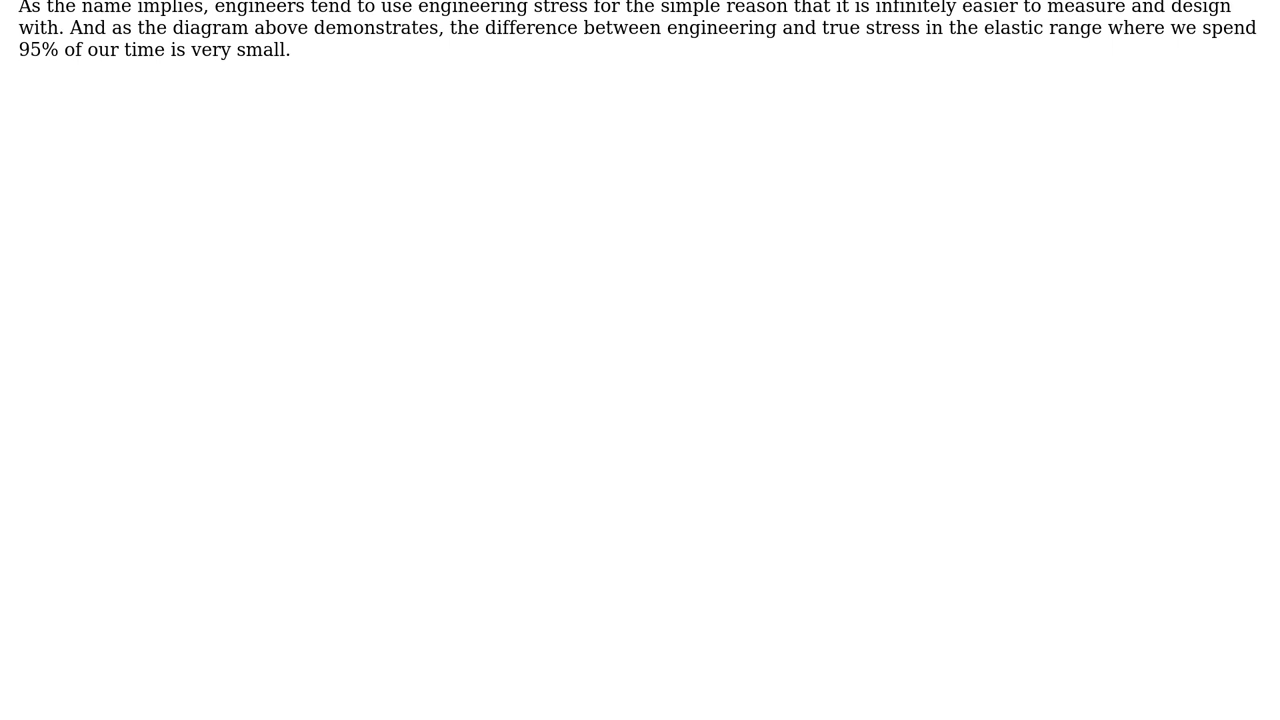 As the name implies, engineers tend to use engineering stress for the simple reason that it is infinitely easier to measure and design
with. And as the diagram above demonstrates, the difference between engineering and true stress in the elastic range where we spend
95% of our time is very small.